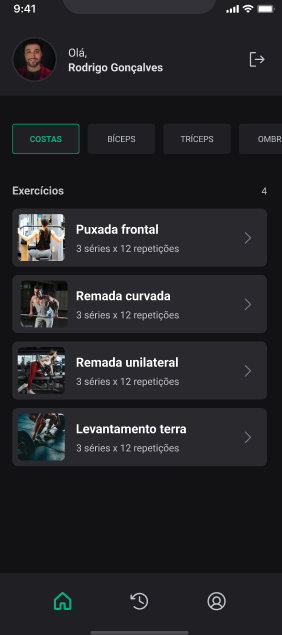 9:41
Olá,
Rodrigo Gonçalves
COSTAS BÍCEPS TRÍCEPS OMBR
Exercícios 4
Puxada frontal
3 séries x 12 repetições
Remada curvada
3 séries x 12 repetições
Remada unilateral
3 séries x 12 repetições
Levantamento terra
3 séries x 12 repetições